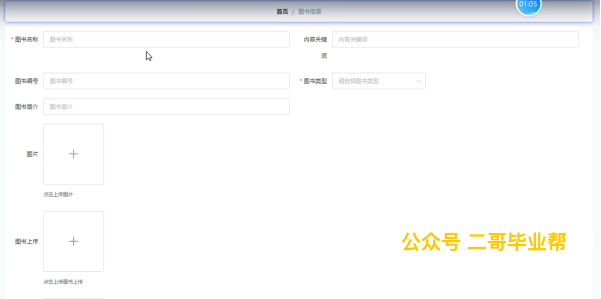 01:05
首页 / 图书信息
* 图书名称 图书名称
内容关键词 内容关键词
图书编号 图书编号
* 图书类型 请选择图书类型
图书简介 图书简介
图片
点击上传图片
图书上传
点击上传图书上传
公众号 二哥毕业帮